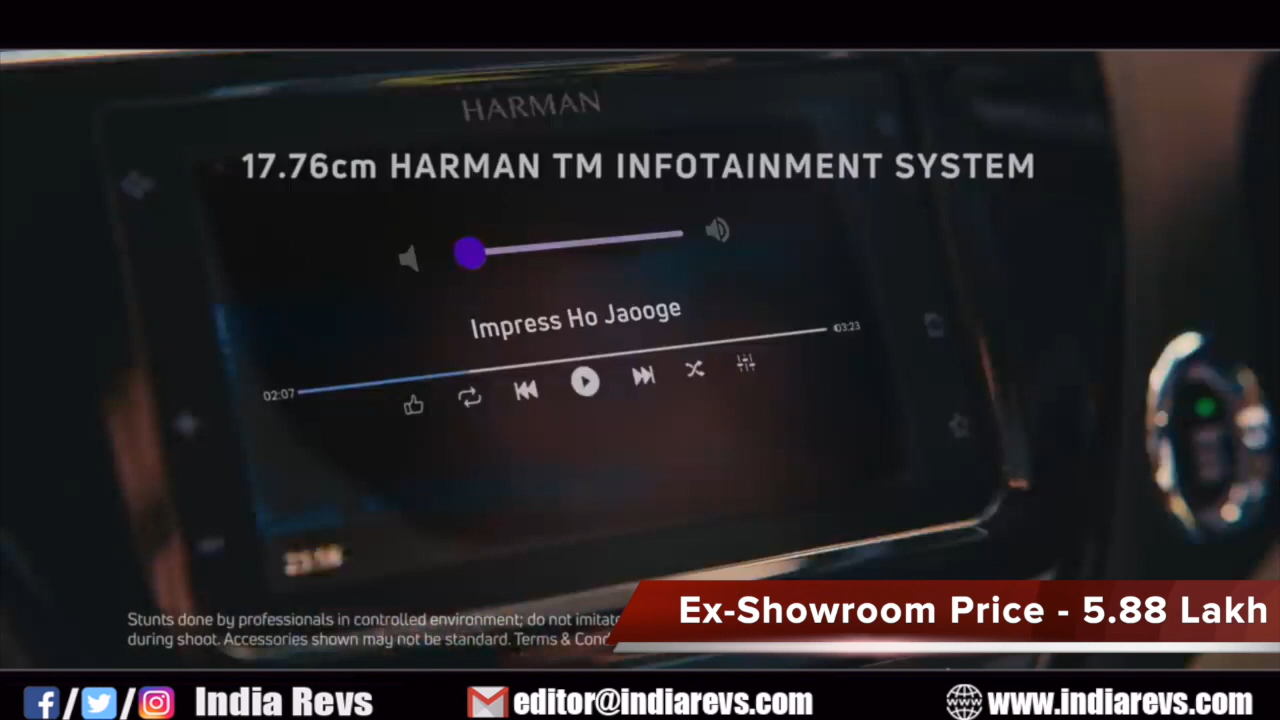 HARMAN
17.76cm HARMAN TM INFOTAINMENT SYSTEM
Impress Ho Jaooge
03:23
02:07
Stunts done by professionals in controlled environment; do not imitate
during shoot. Accessories shown may not be standard. Terms & Cond
Ex-Showroom Price - 5.88 Lakh
India Revs
editor@indiarevs.com
www.indiarevs.com